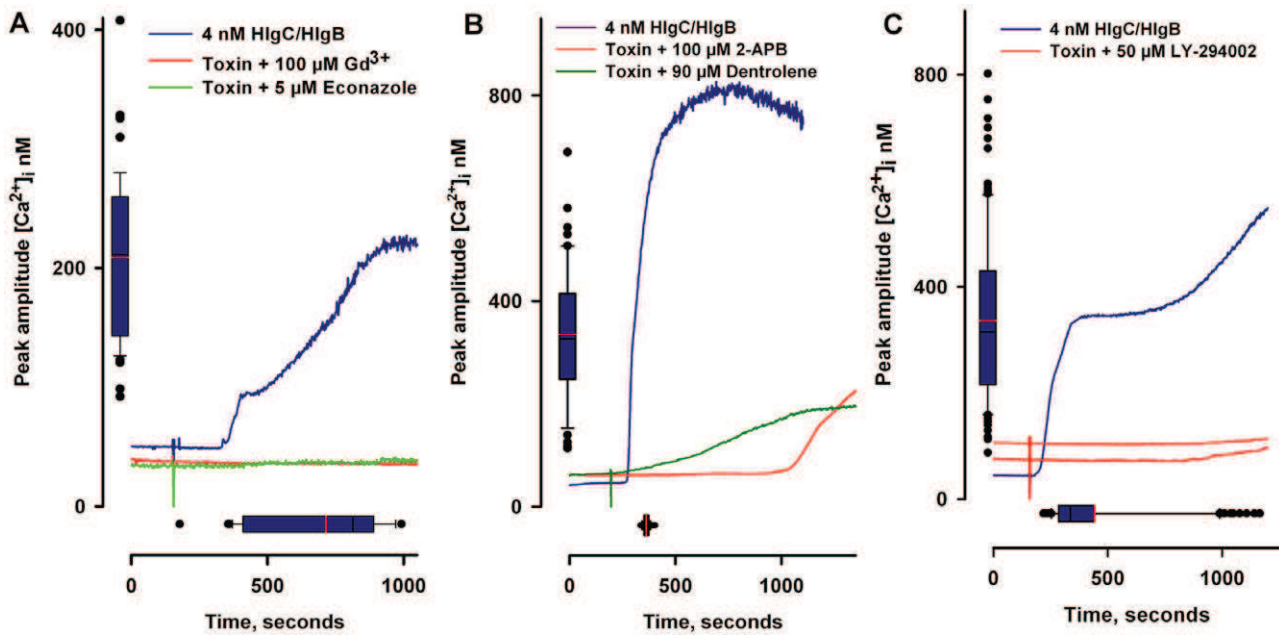 A
4 nM HlgC/HlgB
Toxin + 100 µM Gd3+
Toxin + 5 µM Econazole
Peak amplitude [Ca2+]i nM
400
200
0
0 500 1000
Time, seconds
B
4 nM HlgC/HlgB
Toxin + 100 µM 2-APB
Toxin + 90 µM Dentrolene
Peak amplitude [Ca2+]i nM
800
400
0
0 500 1000
Time, seconds
C
4 nM HlgC/HlgB
Toxin + 50 µM LY-294002
Peak amplitude [Ca2+]i nM
800
400
0
0 500 1000
Time, seconds